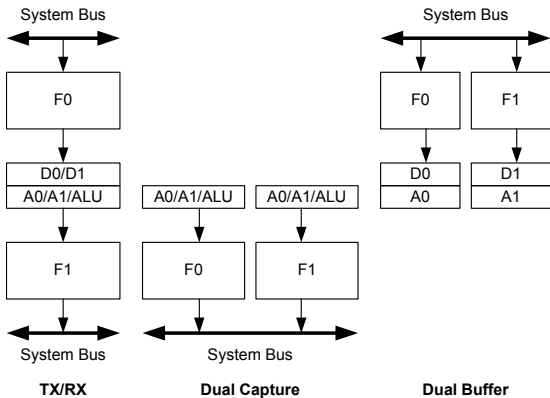 System Bus
System Bus
F0
F0
F1
D0/D1
D0
D1
A0/A1/ALU
A0/A1/ALU
A0/A1/ALU
A0
A1
F1
F0
F1
System Bus
System Bus
TX/RX
Dual Capture
Dual Buffer